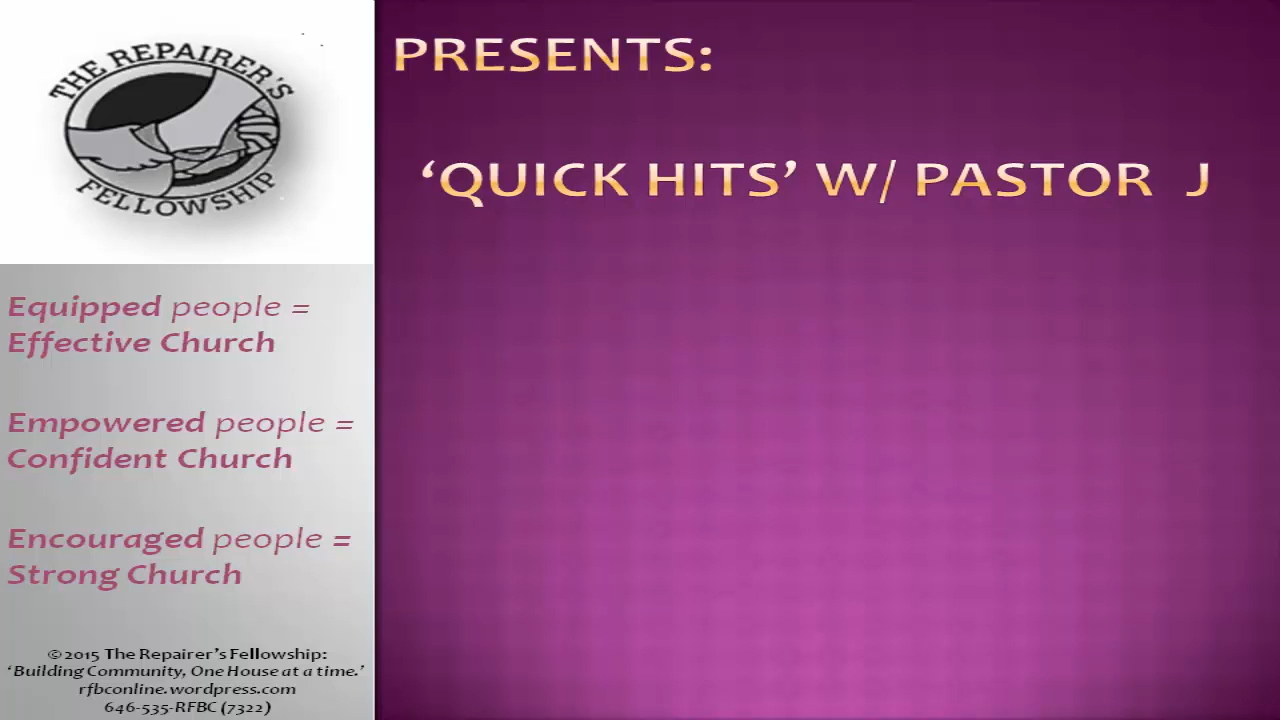 THE REPAIRER'S
FELLOWSHIP
PRESENTS:
‘QUICK HITS’ W/ PASTOR J
Equipped people =
Effective Church
Empowered people =
Confident Church
Encouraged people =
Strong Church
©2015 The Repairer’s Fellowship:
‘Building Community, One House at a time.’
rfbconline.wordpress.com
646-535-RFBC (7322)